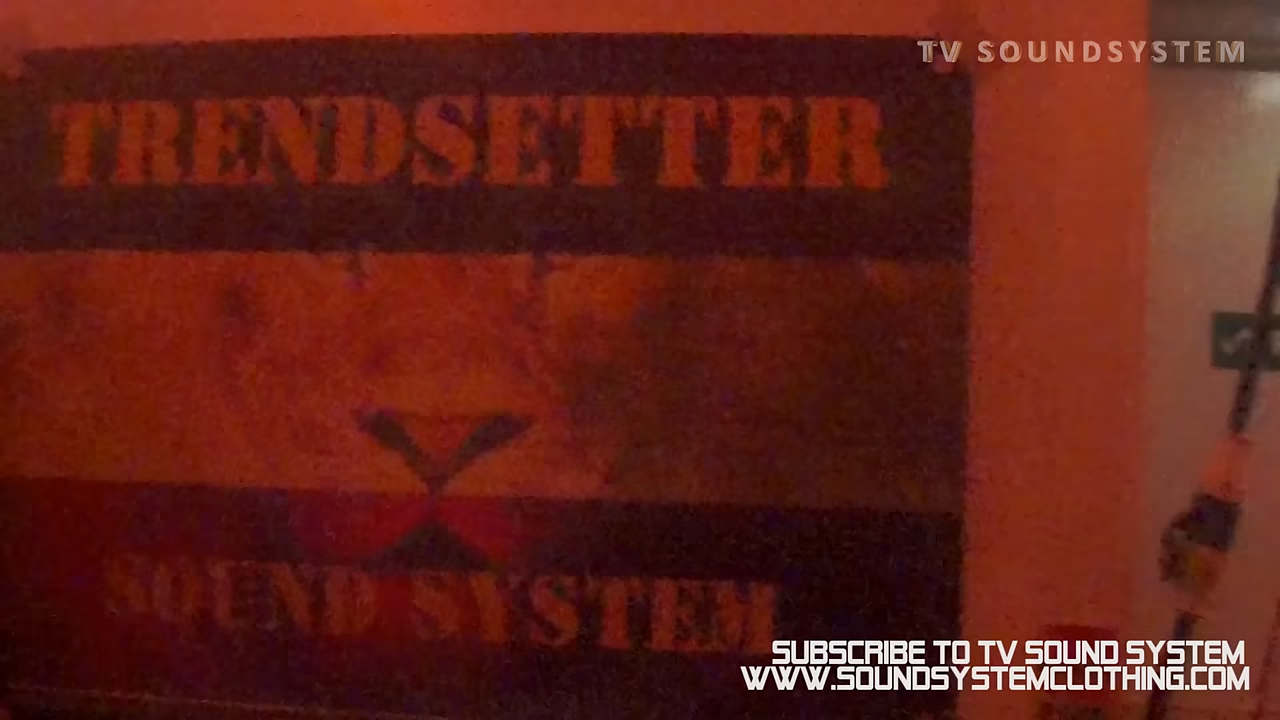 TV SOUNDSYSTEM
TRENDSETTER
SOUND SYSTEM
SUBSCRIBE TO TV SOUND SYSTEM
WWW.SOUNDSYSTEMCLOTHING.COM